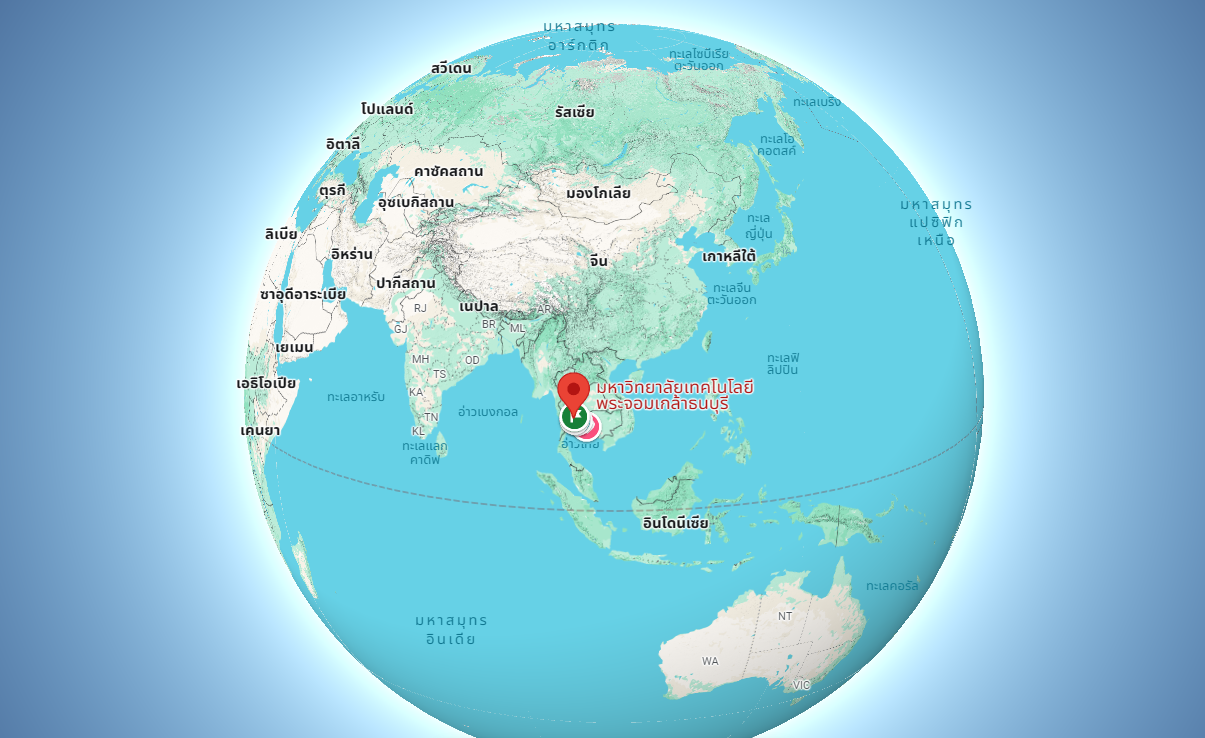 มหาสมุทร
อาร์กติก
ทะเลไซบีเรีย
ตะวันออก
สวีเดน
ทะเลเบริง
โปแลนด์
รัสเซีย
ทะเลโอ
คอตสค์
อิตาลี
คาซัคสถาน
ตุรกี
มองโกเลีย
อุซเบกิสถาน
มหาสมุทร
แปซิฟิก
เหนือ
ทะเล
ญี่ปุ่น
ลิเบีย
อิหร่าน
จีน
เกาหลีใต้
ปากีสถาน
ทะเลจีน
ตะวันออก
ซาอุดีอาระเบีย
เนปาล
RJ
AR
GJ
BR
ML
เยเมน
MH
OD
ทะเลฟิ
ลิปปิน
TS
เอธิโอเปีย
มหาวิทยาลัยเทคโนโลยี
พระจอมเกล้าธนบุรี
KA
ทะเลอาหรับ
อ่าวเบงกอล
TN
เคนยา
KL
ทะเลแลก
คาดิฟ
อ่าวไทย
อินโดนีเซีย
ทะเลคอรัล
มหาสมุทร
อินเดีย
NT
WA
VIC